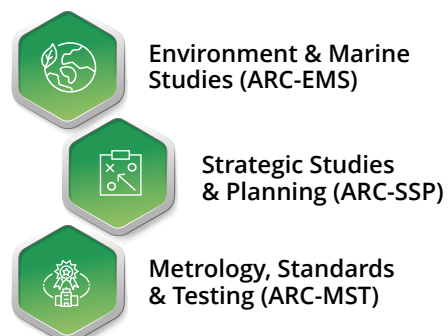 Environment & Marine
Studies (ARC-EMS)
Strategic Studies
& Planning (ARC-SSP)
Metrology, Standards
& Testing (ARC-MST)